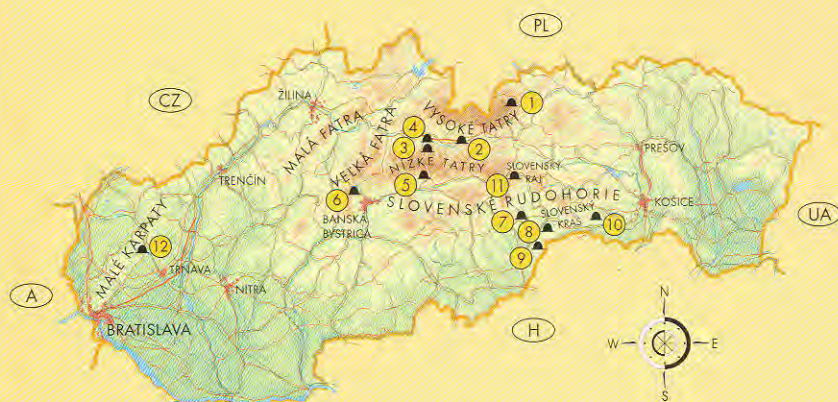 PL
CZ
ŽILINA
VYSOKÉ TATRY
1
4
MALÁ FATRA
VEĽKÁ FATRA
3
2
PREŠOV
NÍZKE TATRY
SLOVENSKÝ
RAJ
TRENČÍN
5
11
6
SLOVENSKÉ RUDOHORIE
BANSKÁ
BYSTRICA
KOŠICE
SLOVENSKÝ
KRAS
7
8
10
UA
9
MALÉ KARPATY
12
TRNAVA
NITRA
A
BRATISLAVA
H
N
W
E
S